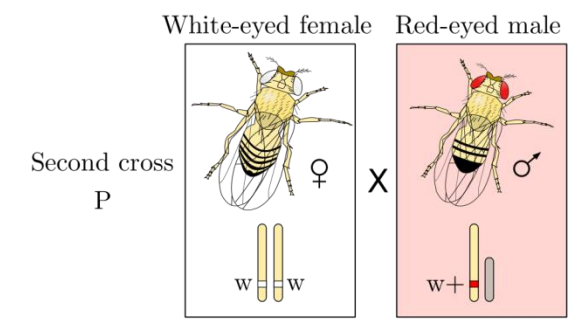 White-eyed female
Red-eyed male
Second cross
P
♀
X
♂
w
w
w+